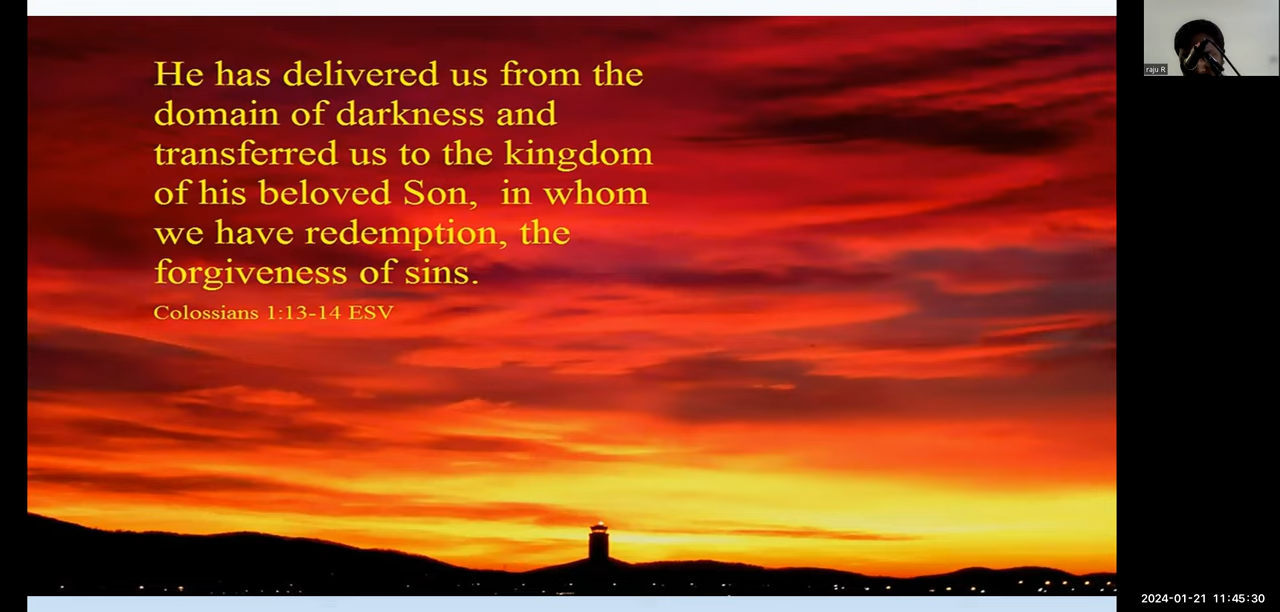 He has delivered us from the
domain of darkness and
transferred us to the kingdom
of his beloved Son,  in whom
we have redemption, the
forgiveness of sins.
Colossians 1:13-14 ESV
raju R
2024-01-21 11:45:30